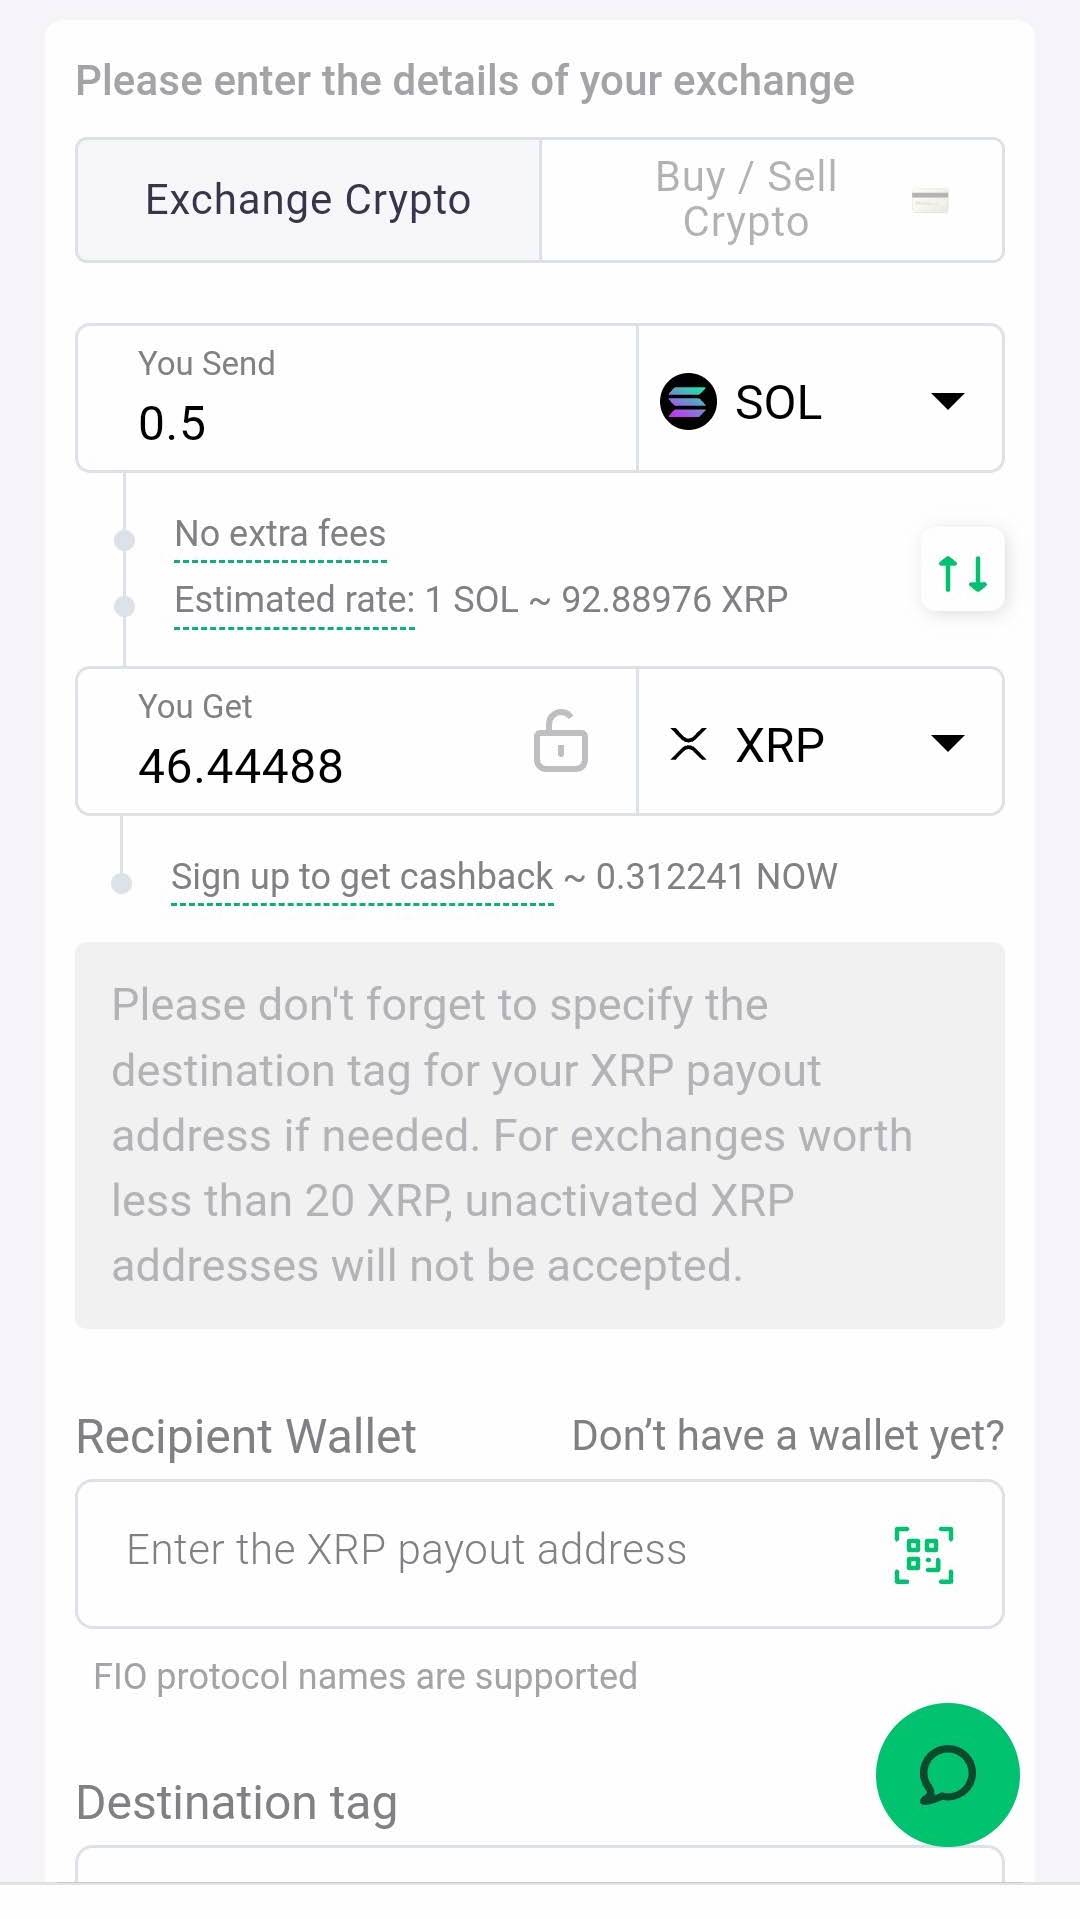 Please enter the details of your exchange
Exchange Crypto
Buy / Sell
Crypto
You Send
0.5
SOL
No extra fees
Estimated rate: 1 SOL ~ 92.88976 XRP
You Get
46.44488
XRP
Sign up to get cashback ~ 0.312241 NOW
Please don't forget to specify the
destination tag for your XRP payout
address if needed. For exchanges worth
less than 20 XRP, unactivated XRP
addresses will not be accepted.
Recipient Wallet
Don’t have a wallet yet?
Enter the XRP payout address
FIO protocol names are supported
Destination tag